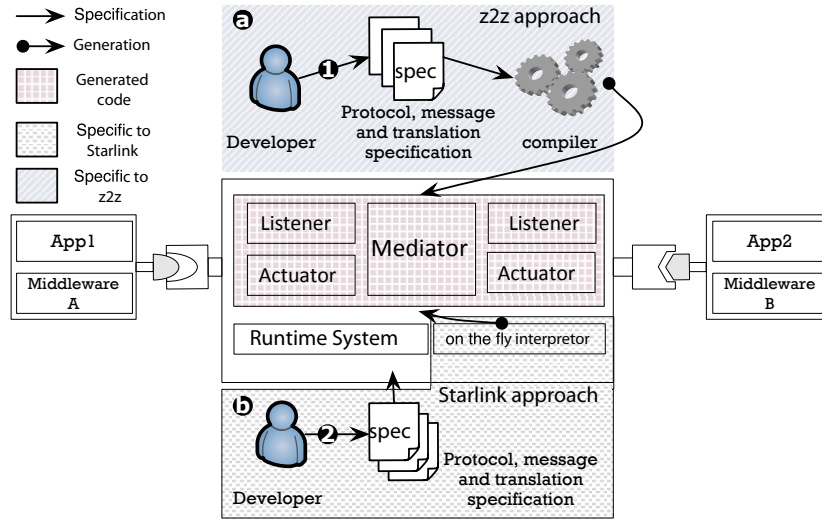 Specification
Generation
Generated
code
Specific to
Starlink
Specific to
z2z
a
z2z approach
1
spec
Developer
Protocol, message
and translation
specification
compiler
App1
Middleware
A
Listener
Actuator
Mediator
Listener
Actuator
App2
Middleware
B
Runtime System
on the fly interpretor
Starlink approach
b
2
spec
Developer
Protocol, message
and translation
specification